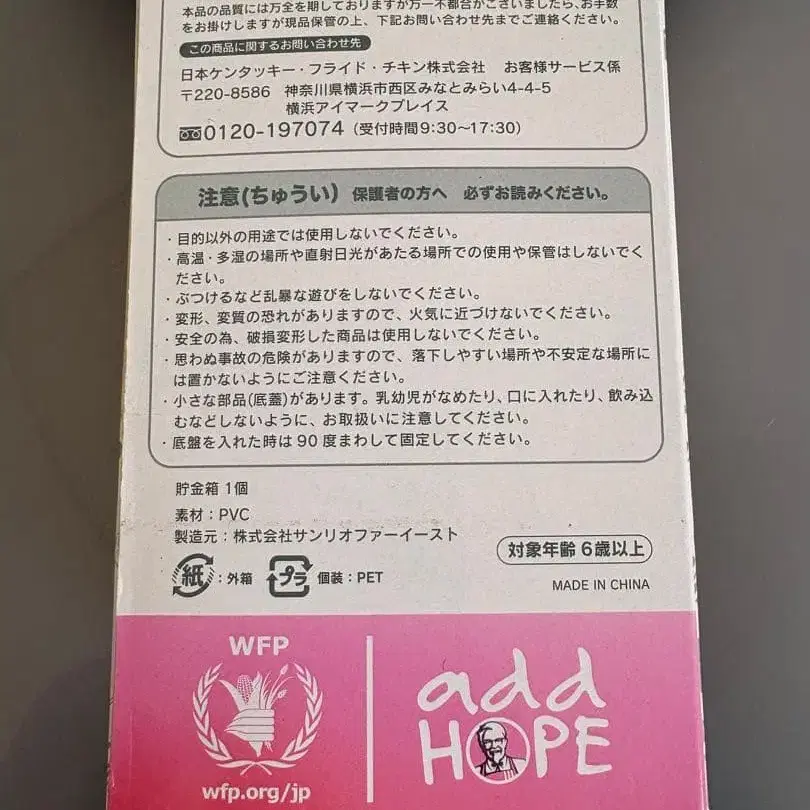 本品の品質には万全を期しておりますが万一不都合がございましたら、お手数
をお掛けしますが現品保管の上、下記お問い合わせ先までご連絡ください。
この商品に関するお問い合わせ先
日本ケンタッキー・フライド・チキン株式会社 お客様サービス係
〒220-8586 神奈川県横浜市西区みなとみらい4-4-5
横浜アイマークプレイス
0120-197074（受付時間9:30〜17:30）
注意(ちゅうい) 保護者の方へ 必ずお読みください。
・目的以外の用途では使用しないでください。
・高温・多湿の場所や直射日光があたる場所での使用や保管はしないでく
ださい。
・ぶつけるなど乱暴な遊びをしないでください。
・変形、変質の恐れがありますので、火気に近づけないでください。
・安全の為、破損変形した商品は使用しないでください。
・思わぬ事故の危険がありますので、落下しやすい場所や不安定な場所に
は置かないようにご注意ください。
・小さな部品(底蓋)があります。乳幼児がなめたり、口に入れたり、飲み込
むなどしないように、お取扱いに注意してください。
・底盤を入れた時は90度まわして固定してください。
貯金箱 1個
素材：PVC
製造元：株式会社サンリオファーイースト
対象年齢 6歳以上
紙：外箱 プラ 個装：PET
MADE IN CHINA
WFP
wfp.org/jp
add
HOPE